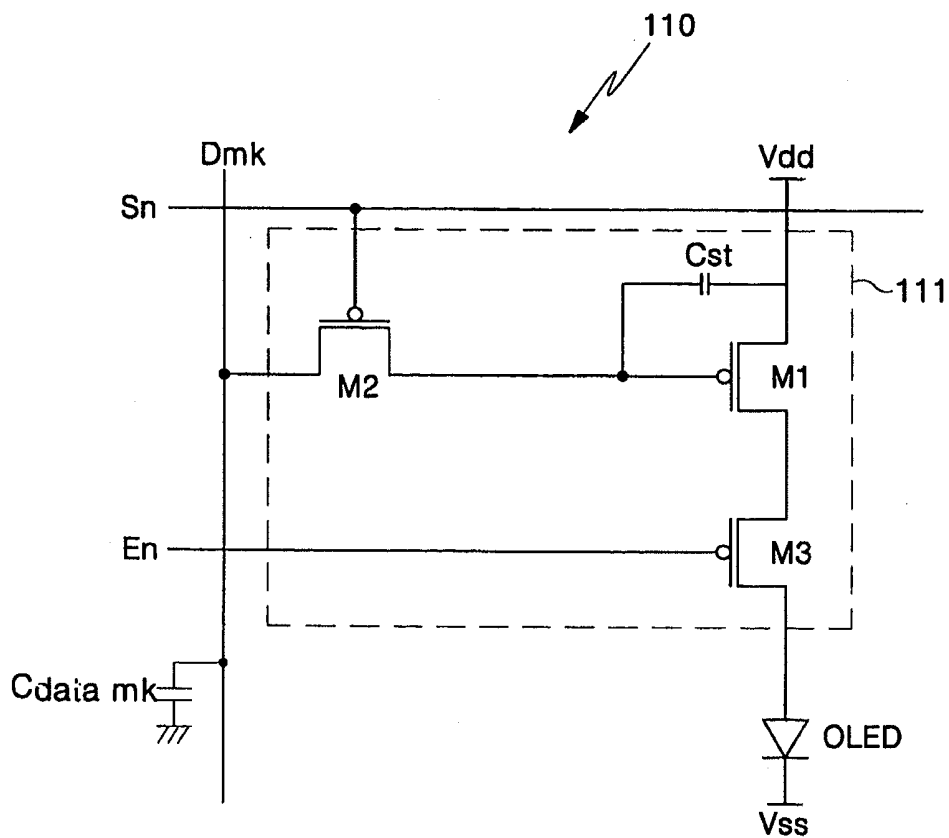 110
Dmk
Vdd
Sn
Cst
111
M2
M1
En
M3
Cdata mk
OLED
Vss